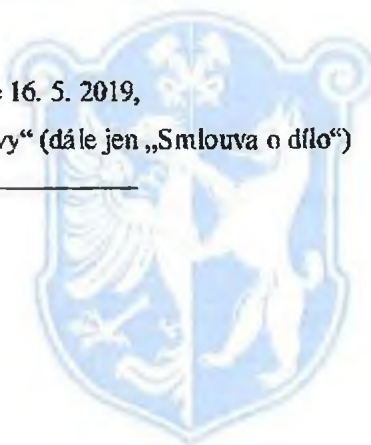 16. 5. 2019,
vy“ (dále jen „Smlouva o dílo“)